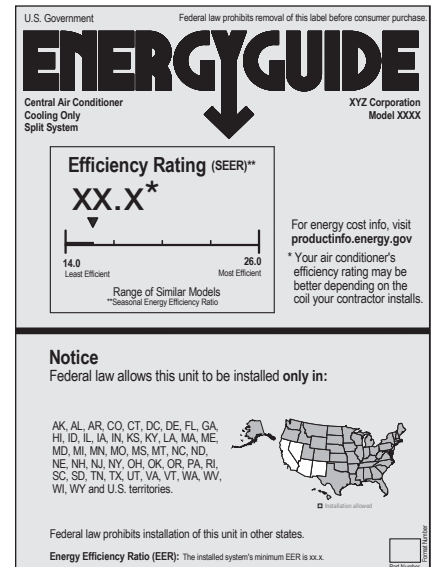 U.S. Government
Federal law prohibits removal of this label before consumer purchase.
ENERGYGUIDE
Central Air Conditioner
Cooling Only
Split System
XYZ Corporation
Model XXXX
Efficiency Rating (SEER)**
XX.X*
14.0
Least Efficient
26.0
Most Efficient
Range of Similar Models
**Seasonal Energy Efficiency Ratio
For energy cost info, visit
productinfo.energy.gov
* Your air conditioner's
efficiency rating may be
better depending on the
coil your contractor installs.
Notice
Federal law allows this unit to be installed only in:
AK, AL, AR, CO, CT, DC, DE, FL, GA,
HI, ID, IL, IA, IN, KS, KY, LA, MA, ME,
MD, MI, MN, MO, MS, MT, NC, ND,
NE, NH, NJ, NY, OH, OK, OR, PA, RI,
SC, SD, TN, TX, UT, VA, VT, WA, WV,
WI, WY and U.S. territories.
Installation allowed
Federal law prohibits installation of this unit in other states.
Energy Efficiency Ratio (EER): The installed system's minimum EER is xx.x.
Part Number
Format Number